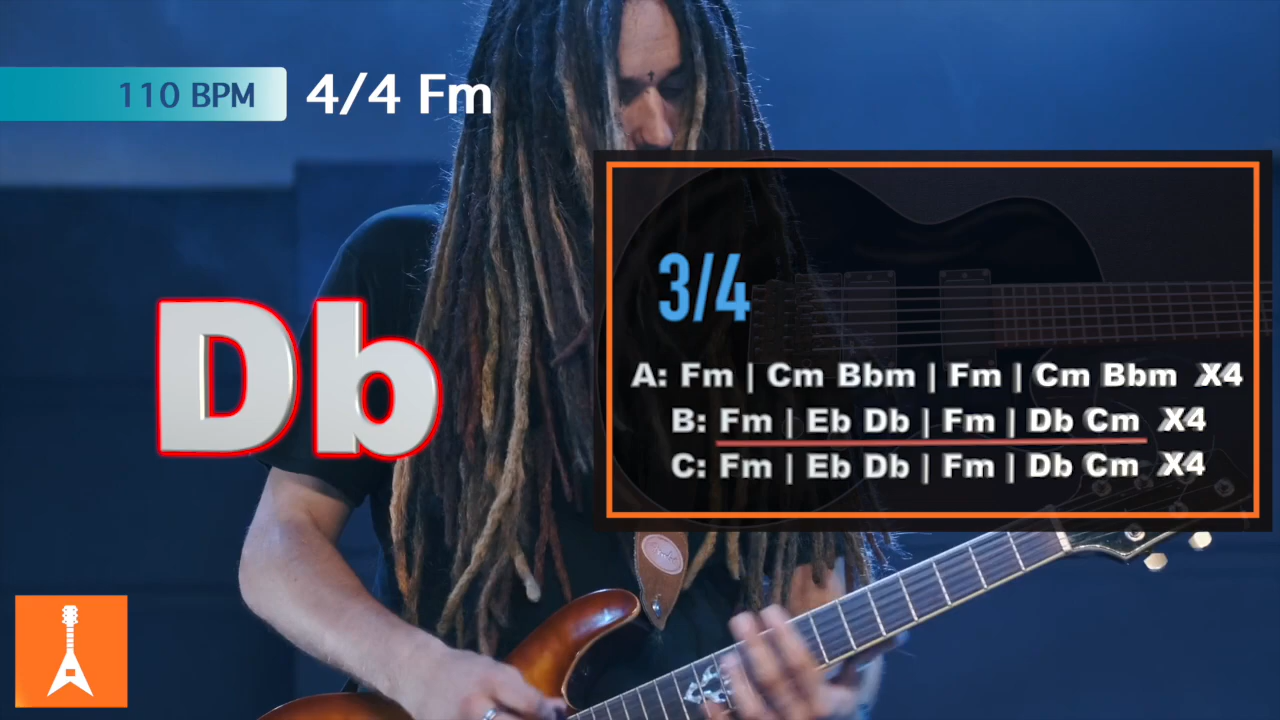 110 BPM 4/4 Fm
Db
3/4
A: Fm | Cm Bbm | Fm | Cm Bbm X4
B: Fm | Eb Db | Fm | Db Cm X4
C: Fm | Eb Db | Fm | Db Cm X4